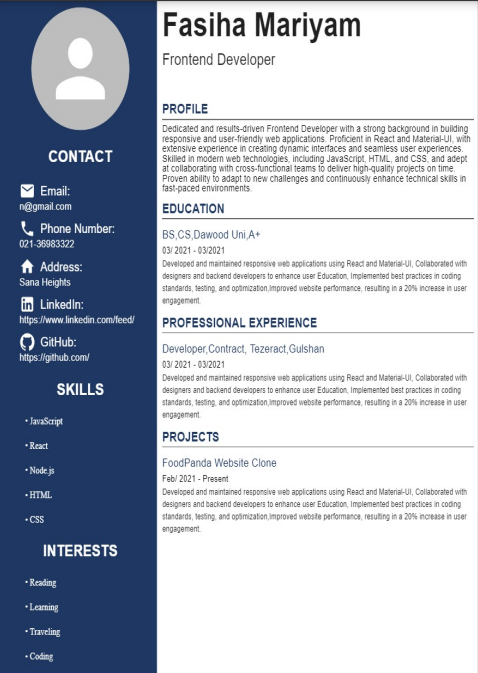 Fasiha Mariyam
Frontend Developer
CONTACT
Email:
n@gmail.com
Phone Number:
021-36983322
Address:
Sana Heights
LinkedIn:
https://www.linkedin.com/feed/
GitHub:
https://github.com/
SKILLS
• JavaScript
• React
• Node.js
• HTML
• CSS
INTERESTS
• Reading
• Learning
• Traveling
• Coding
PROFILE
Dedicated and results-driven Frontend Developer with a strong background in building
responsive and user-friendly web applications. Proficient in React and Material-UI, with
extensive experience in creating dynamic interfaces and seamless user experiences.
Skilled in modern web technologies, including JavaScript, HTML, and CSS, and adept
at collaborating with cross-functional teams to deliver high-quality projects on time.
Proven ability to adapt to new challenges and continuously enhance technical skills in
fast-paced environments.
EDUCATION
BS,CS,Dawood Uni,A+
03/ 2021 - 03/2021
Developed and maintained responsive web applications using React and Material-UI, Collaborated with
designers and backend developers to enhance user Education, Implemented best practices in coding
standards, testing, and optimization,Improved website performance, resulting in a 20% increase in user
engagement.
PROFESSIONAL EXPERIENCE
Developer,Contract, Tezeract,Gulshan
03/ 2021 - 03/2021
Developed and maintained responsive web applications using React and Material-UI, Collaborated with
designers and backend developers to enhance user Education, Implemented best practices in coding
standards, testing, and optimization,Improved website performance, resulting in a 20% increase in user
engagement.
PROJECTS
FoodPanda Website Clone
Feb/ 2021 - Present
Developed and maintained responsive web applications using React and Material-UI, Collaborated with
designers and backend developers to enhance user Education, Implemented best practices in coding
standards, testing, and optimization,Improved website performance, resulting in a 20% increase in user
engagement.